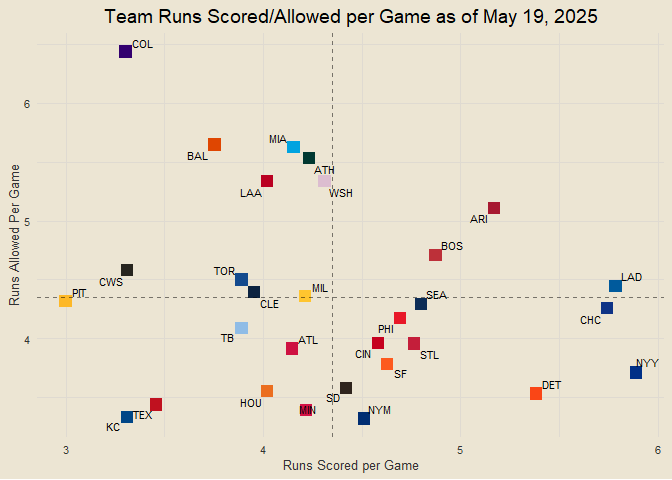 Team Runs Scored/Allowed per Game as of May 19, 2025
COL
6
BAL
MIA
ATH
LAA
WSH
ARI
5
BOS
CWS
TOR
CLE
MIL
SEA
LAD
PIT
CHC
TB
PHI
4
ATL
CIN
STL
SF
NYY
HOU
SD
DET
TEX
KC
MIN
NYM
3
4
5
6
Runs Scored per Game
Runs Allowed Per Game